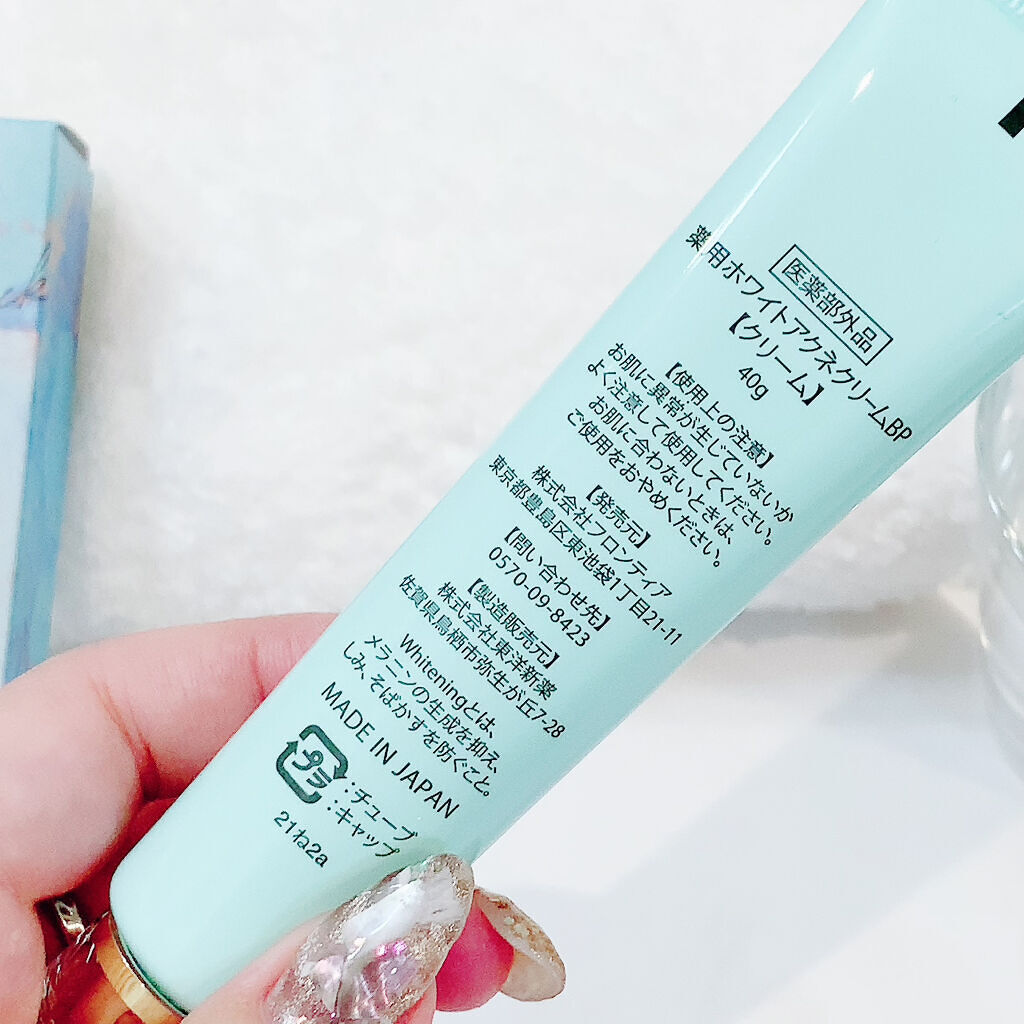 医薬部外品
薬用ホワイトアクネクリームBP
【クリーム】
40g
【使用上の注意】
お肌に異常が生じていないか
よく注意して使用してください。
お肌に合わないときは、
ご使用をおやめください。
【発売元】
株式会社フロンティア
東京都豊島区東池袋1丁目21-11
【問い合わせ先】
0570-09-8423
【製造販売元】
株式会社東洋新薬
佐賀県鳥栖市弥生が丘7-28
Whiteningとは、
メラニンの生成を抑え、
しみ、そばかすを防ぐこと。
MADE IN JAPAN
プラ
:チューブ
:キャップ
21ね2a